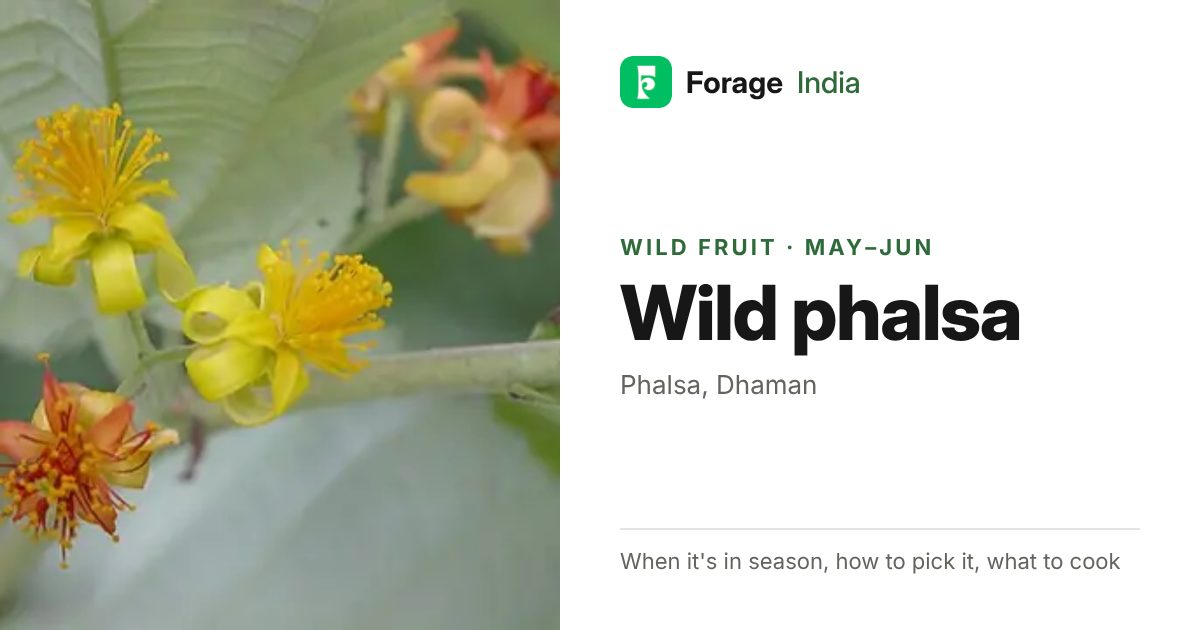 Forage India
WILD FRUIT · MAY–JUN
Wild phalsa
Phalsa, Dhaman
When it's in season, how to pick it, what to cook